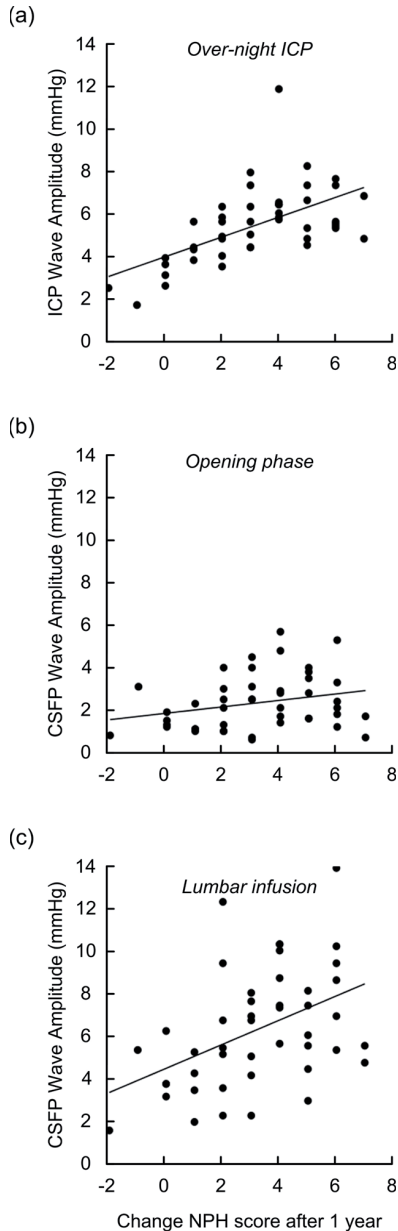 (a)
Over-night ICP
ICP Wave Amplitude (mmHg)
14
12
10
8
6
4
2
0
-2 0 2 4 6 8
(b)
Opening phase
CSFP Wave Amplitude (mmHg)
14
12
10
8
6
4
2
0
-2 0 2 4 6 8
(c)
Lumbar infusion
CSFP Wave Amplitude (mmHg)
14
12
10
8
6
4
2
0
-2 0 2 4 6 8
Change NPH score after 1 year